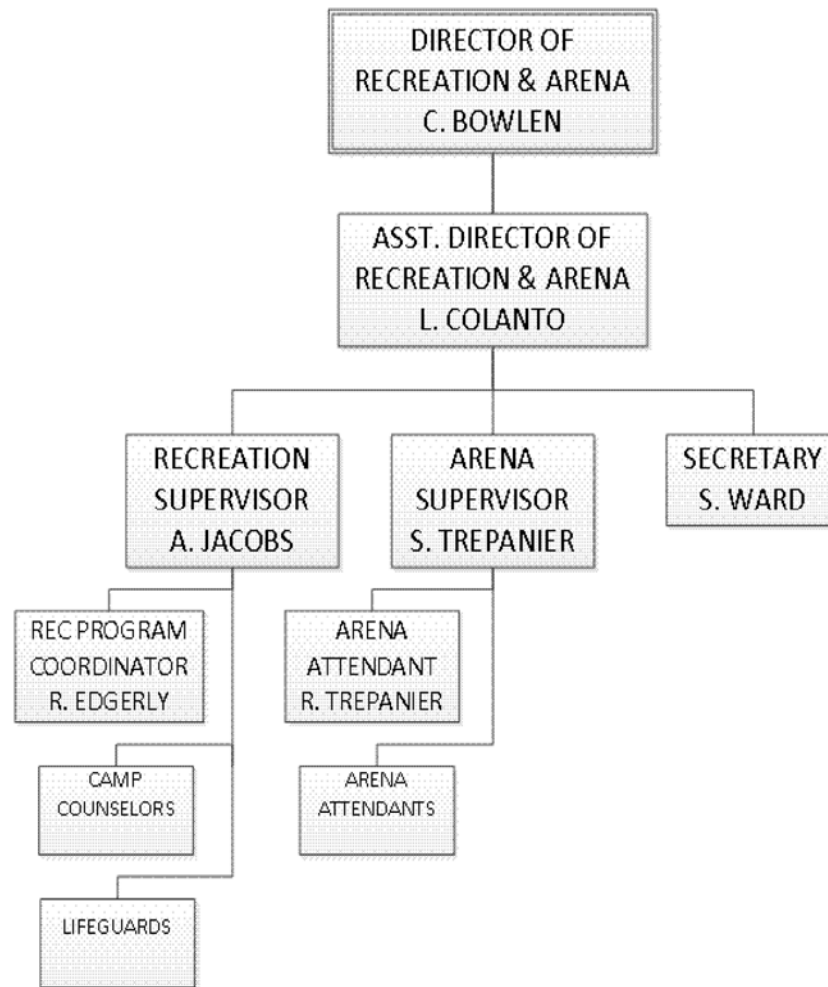 DIRECTOR OF
RECREATION & ARENA
C. BOWLEN
ASST. DIRECTOR OF
RECREATION & ARENA
L. COLANTO
RECREATION
SUPERVISOR
A. JACOBS
ARENA
SUPERVISOR
S. TREPANIER
SECRETARY
S. WARD
REC PROGRAM
COORDINATOR
R. EDGERLY
ARENA
ATTENDANT
R. TREPANIER
CAMP
COUNSELORS
ARENA
ATTENDANTS
LIFEGUARDS